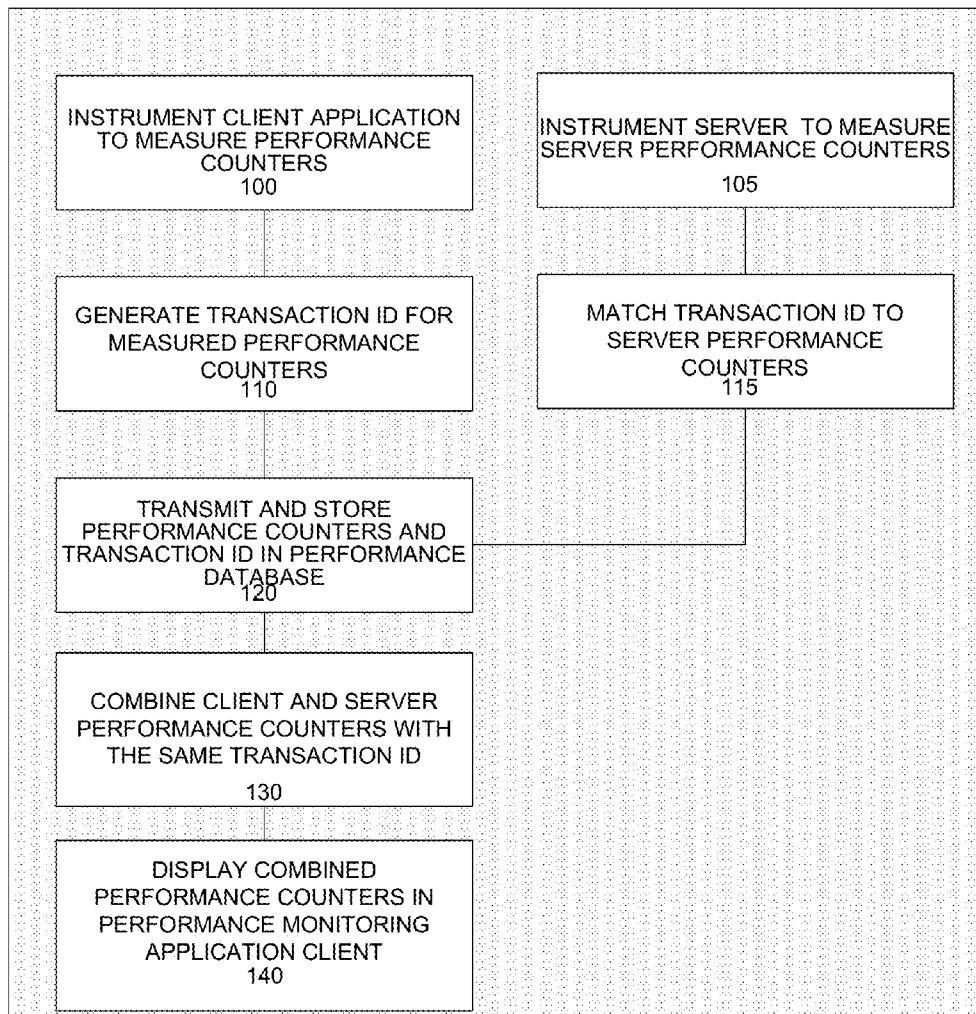 INSTRUMENT CLIENT APPLICATION
TO MEASURE PERFORMANCE
COUNTERS
100
INSTRUMENT SERVER TO MEASURE
SERVER PERFORMANCE COUNTERS
105
GENERATE TRANSACTION ID FOR
MEASURED PERFORMANCE
COUNTERS
110
MATCH TRANSACTION ID TO
SERVER PERFORMANCE
COUNTERS
115
TRANSMIT AND STORE
PERFORMANCE COUNTERS AND
TRANSACTION ID IN PERFORMANCE
DATABASE
120
COMBINE CLIENT AND SERVER
PERFORMANCE COUNTERS WITH
THE SAME TRANSACTION ID
130
DISPLAY COMBINED
PERFORMANCE COUNTERS IN
PERFORMANCE MONITORING
APPLICATION CLIENT
140